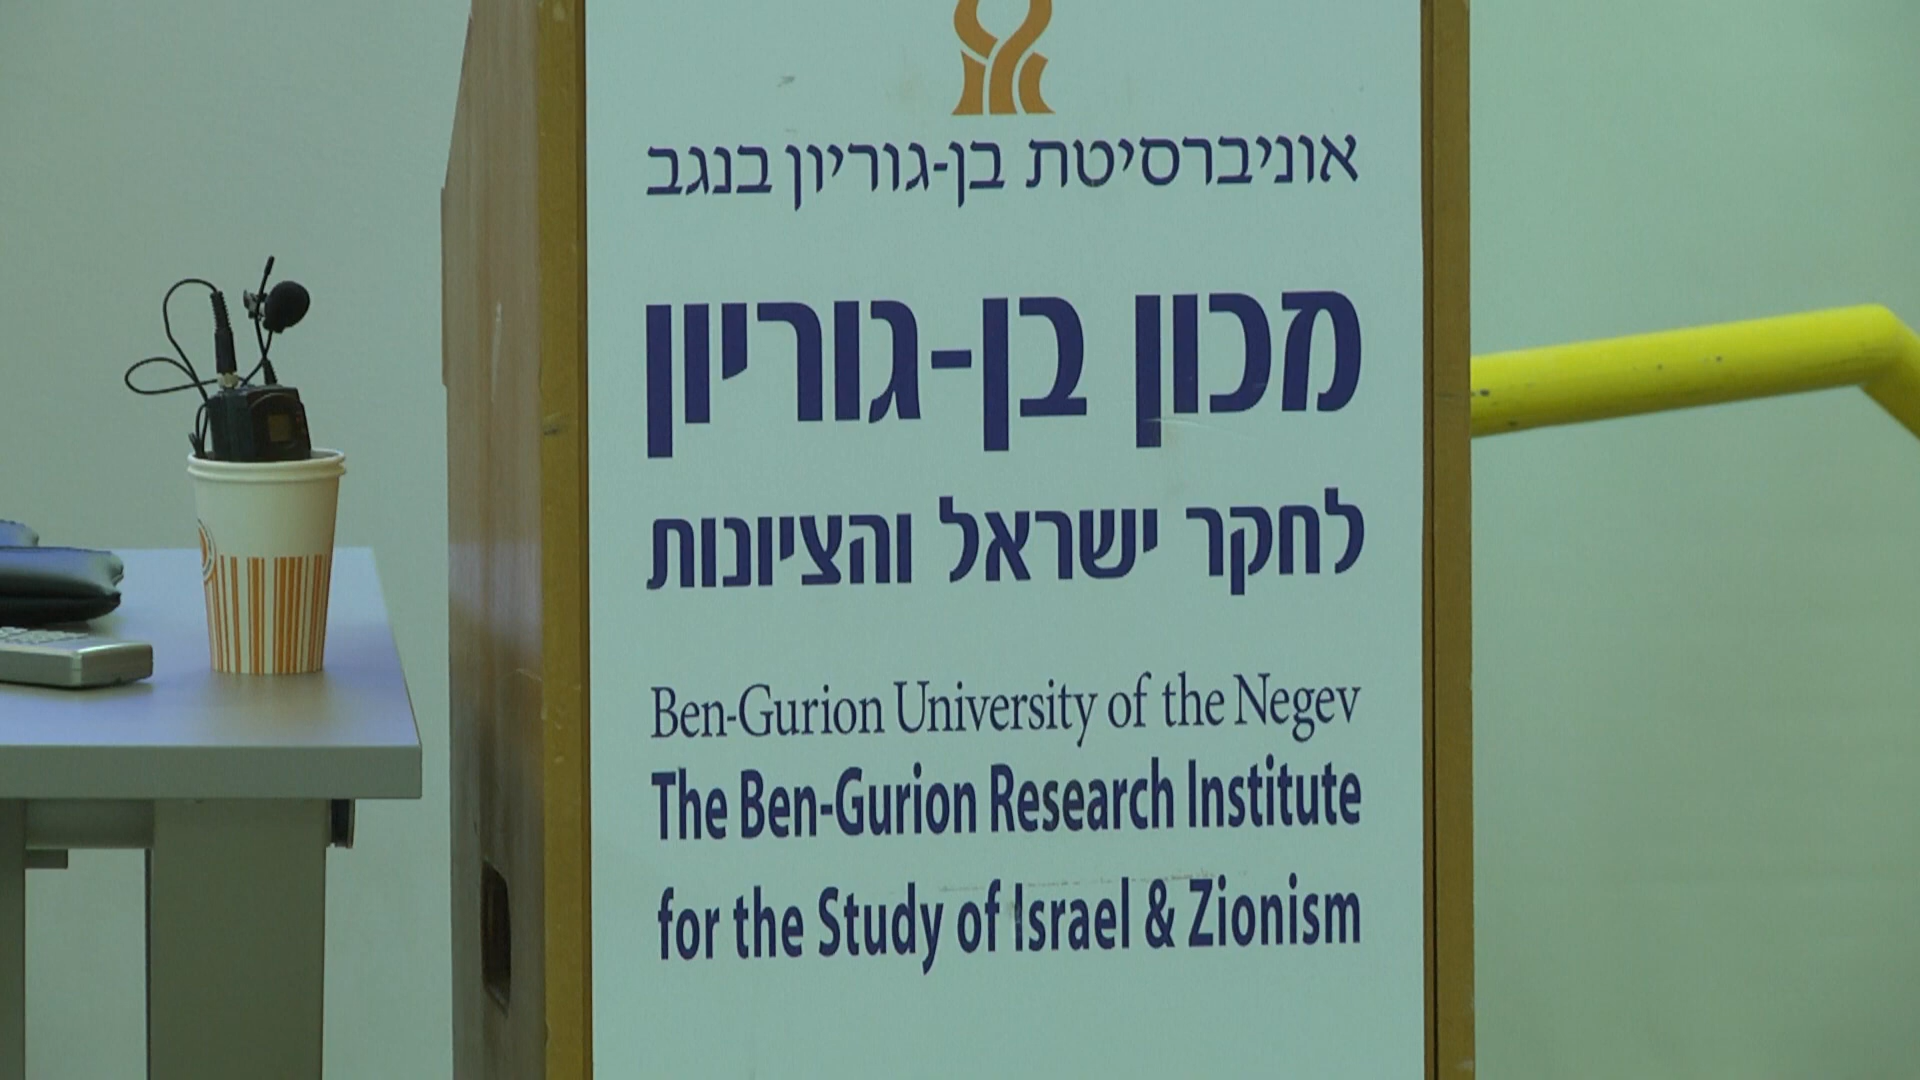 אוניברסיטת בן-גוריון בנגב
מכון בן-גוריון
לחקר ישראל והציונות
Ben-Gurion University of the Negev
The Ben-Gurion Research Institute
for the Study of Israel & Zionism